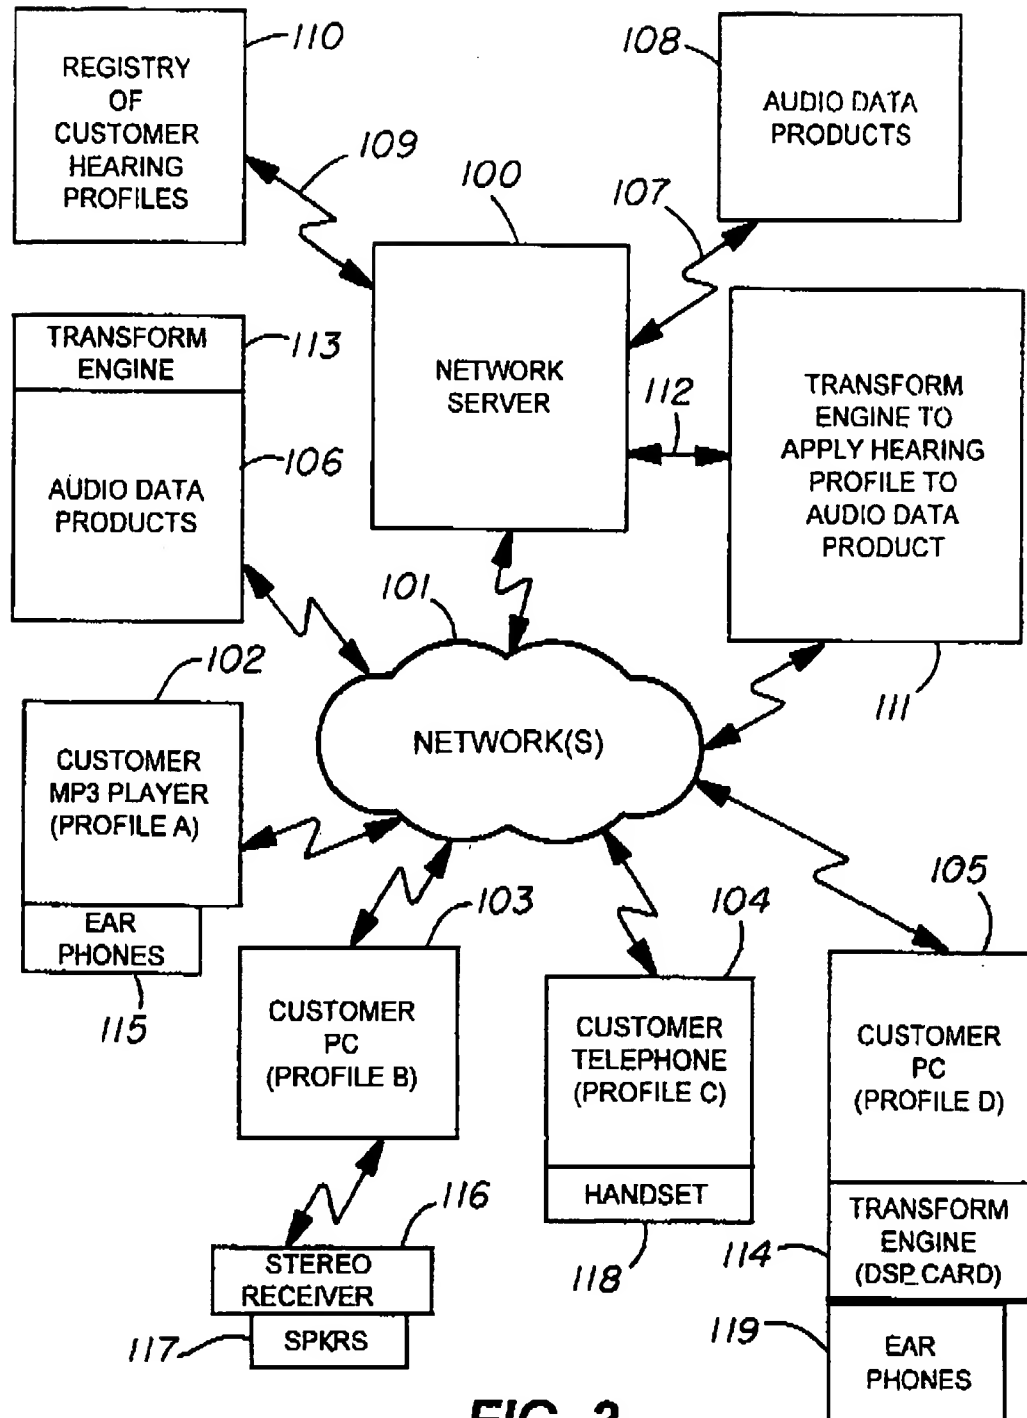 110
REGISTRY
OF
CUSTOMER
HEARING
PROFILES
109
108
AUDIO DATA
PRODUCTS
107
100
NETWORK
SERVER
TRANSFORM
ENGINE
113
106
AUDIO DATA
PRODUCTS
112
TRANSFORM
ENGINE TO
APPLY HEARING
PROFILE TO
AUDIO DATA
PRODUCT
111
101
NETWORK(S)
102
CUSTOMER
MP3 PLAYER
(PROFILE A)
EAR
PHONES
115
103
CUSTOMER
PC
(PROFILE B)
116
STEREO
RECEIVER
117
SPKRS
104
CUSTOMER
TELEPHONE
(PROFILE C)
HANDSET
118
105
CUSTOMER
PC
(PROFILE D)
TRANSFORM
ENGINE
(DSP CARD)
114
119
EAR
PHONES